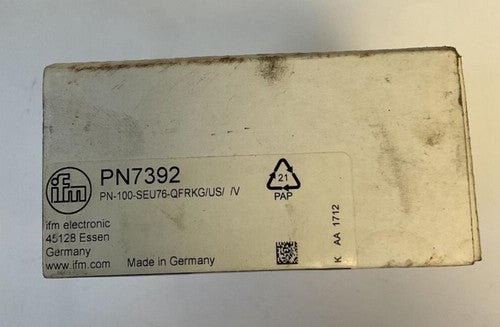 ifm
PN7392
PN-100-SEU76-QFRKG/US/ /V
ifm electronic
45128 Essen
Germany
www.ifm.com
Made in Germany
21
PAP
K AA 1712